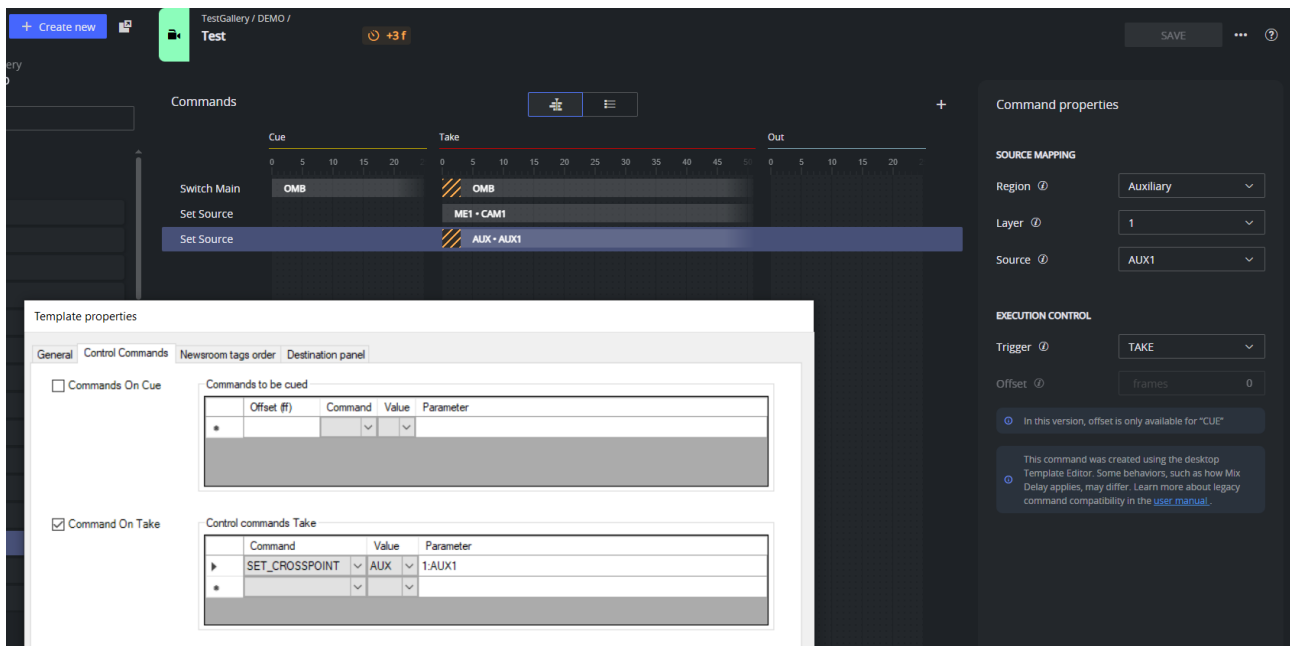 + Create new
TestGallery / DEMO /
Test
+3 f
SAVE
ery
Commands
+
Command properties
Cue
Take
Out
0 5 10 15 20
0 5 10 15 20 25 30 35 40 45 50
0 5 10 15 20
SOURCE MAPPING
Switch Main
OMB
OMB
Region
Auxiliary
Set Source
ME1 • CAM1
Set Source
AUX • AUX1
Layer
1
Source
AUX1
EXECUTION CONTROL
Trigger
TAKE
Offset
frames
0
In this version, offset is only available for "CUE"
This command was created using the desktop
Template Editor. Some behaviors, such as how Mix
Delay applies, may differ. Learn more about legacy
command compatibility in the user manual .
Template properties
General
Control Commands
Newsroom tags order
Destination panel
Commands On Cue
Commands to be cued
Offset (ff)
Command
Value
Parameter
Command On Take
Control commands Take
Command
Value
Parameter
SET_CROSSPOINT
AUX
1:AUX1